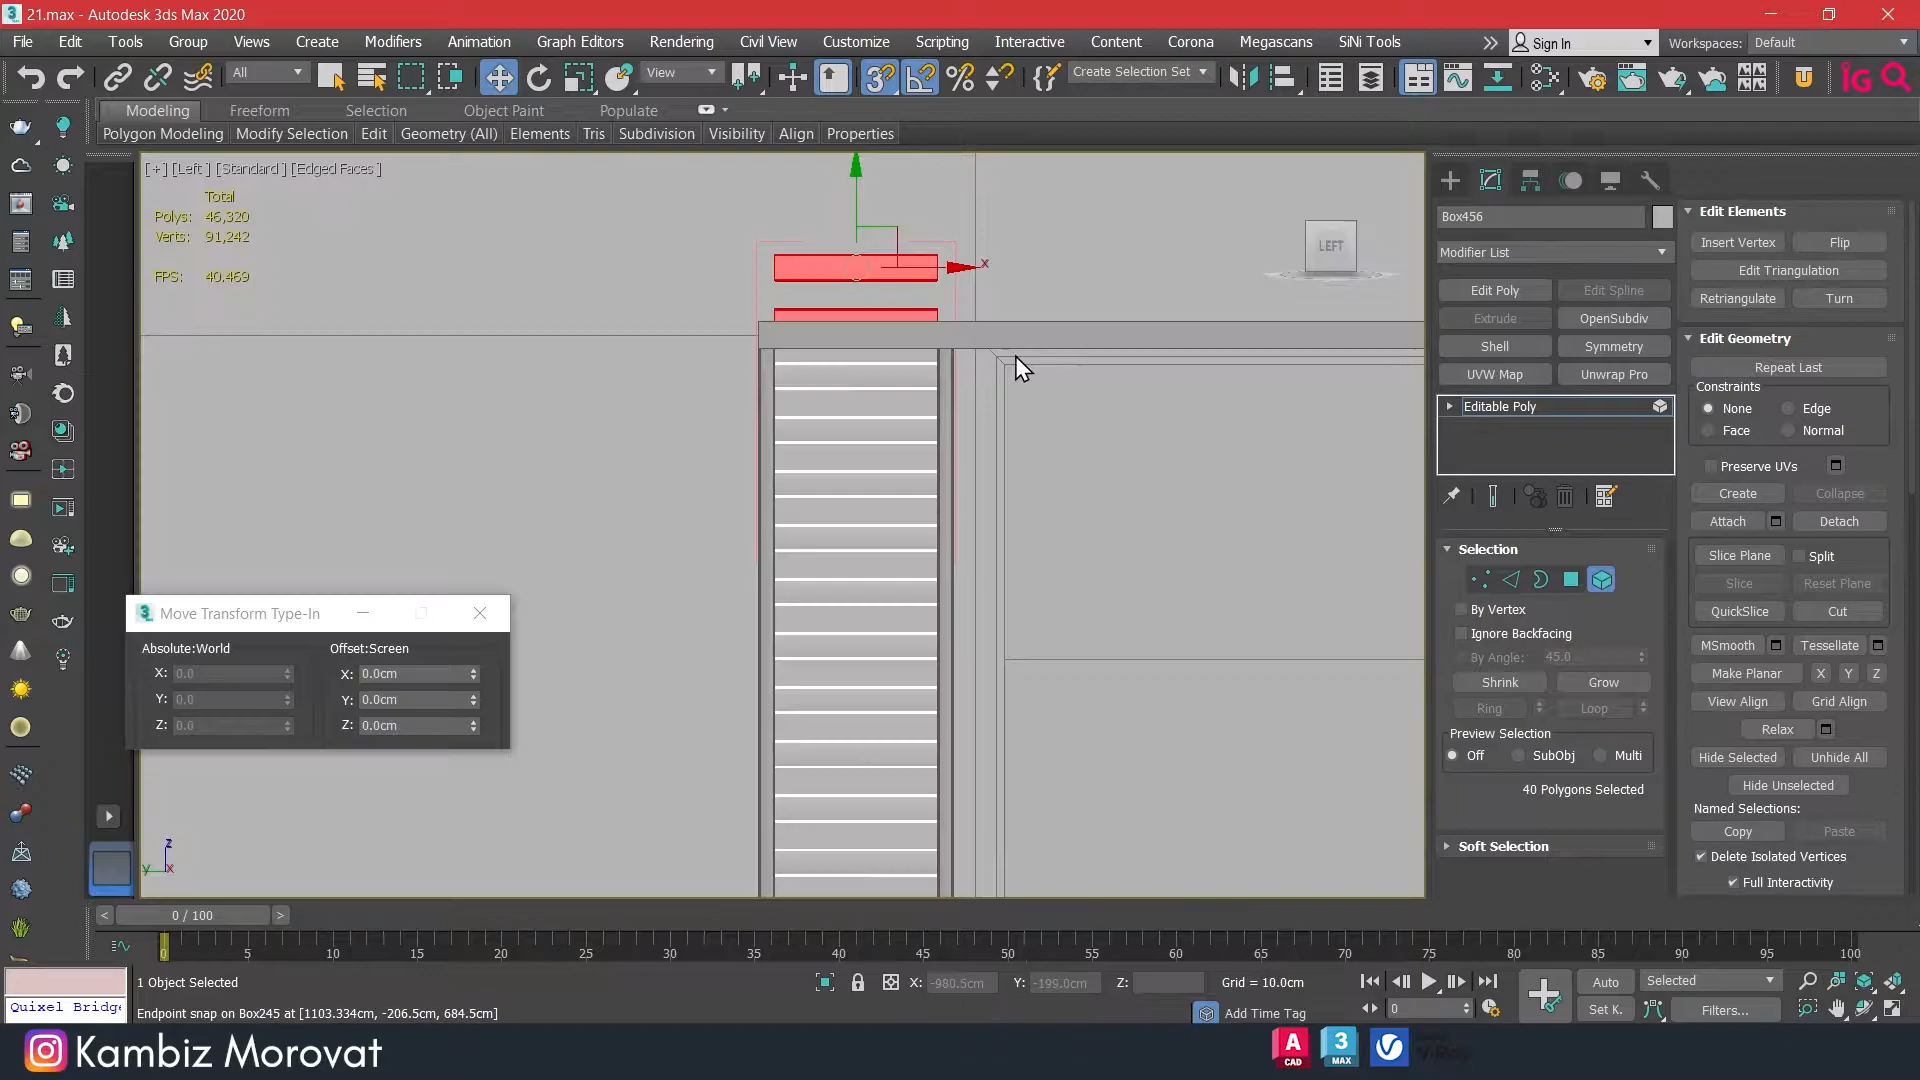 21.max - Autodesk 3ds Max 2020
File Edit Tools Group Views Create Modifiers Animation Graph Editors Rendering Civil View Customize Scripting Interactive Content Corona Megascans SiNi Tools Sign In Workspaces: Default
All View Create Selection Set IG
Modeling Freeform Selection Object Paint Populate
Polygon Modeling Modify Selection Edit Geometry (All) Elements Tris Subdivision Visibility Align Properties
[+] [Left ] [Standard ] [Edged Faces ]
Total
Polys: 46,320
Verts: 91,242
FPS: 40.469
x
LEFT
Move Transform Type-In
Absolute:World Offset:Screen
X: 0.0 X: 0.0cm
Y: 0.0 Y: 0.0cm
Z: 0.0 Z: 0.0cm
z
y x
Box456
Modifier List
Edit Poly Edit Spline
Extrude OpenSubdiv
Shell Symmetry
UVW Map Unwrap Pro
Editable Poly
Selection
By Vertex
Ignore Backfacing
By Angle: 45.0
Shrink Grow
Ring Loop
Preview Selection
Off SubObj Multi
40 Polygons Selected
Soft Selection
Edit Elements
Insert Vertex Flip
Edit Triangulation
Retriangulate Turn
Edit Geometry
Repeat Last
Constraints
None Edge
Face Normal
Preserve UVs
Create Collapse
Attach Detach
Slice Plane Split
Slice Reset Plane
QuickSlice Cut
MSmooth Tessellate
Make Planar X Y Z
View Align Grid Align
Relax
Hide Selected Unhide All
Hide Unselected
Named Selections:
Copy Paste
Delete Isolated Vertices
Full Interactivity
< 0 / 100 >
0 5 10 15 20 25 30 35 40 45 50 55 60 65 70 75 80 85 90 95 100
1 Object Selected X: -980.5cm Y: -199.0cm Z: Grid = 10.0cm Auto Selected
Quixel Bridge Endpoint snap on Box245 at [1103.334cm, -206.5cm, 684.5cm] Add Time Tag 0 Set K. Filters...
Kambiz Morovat A CAD 3 MAX